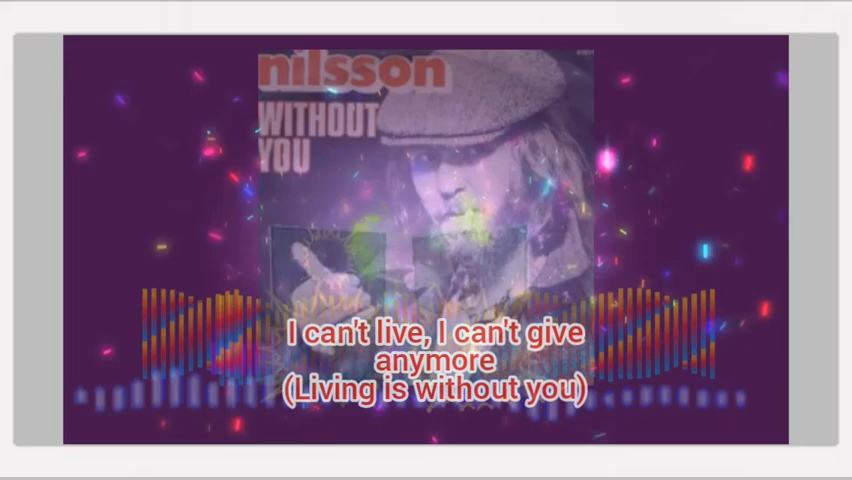 nilsson
WITHOUT
YOU
I can't live, I can't give
anymore
(Living is without you)